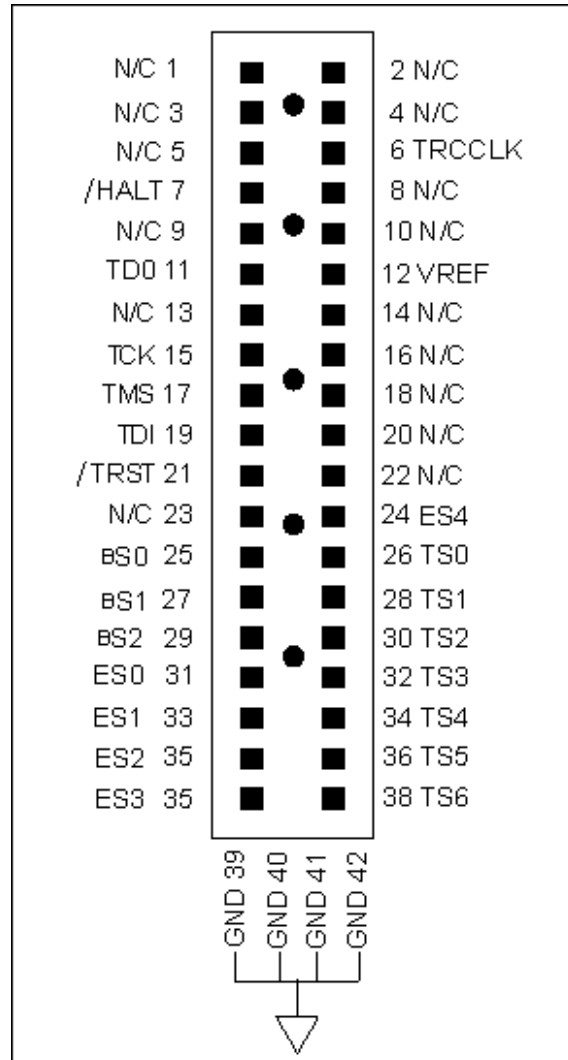 N/C 1 2 N/C
N/C 3 4 N/C
N/C 5 6 TRCCLK
/HALT 7 8 N/C
N/C 9 10 N/C
TD0 11 12 VREF
N/C 13 14 N/C
TCK 15 16 N/C
TMS 17 18 N/C
TDI 19 20 N/C
/TRST 21 22 N/C
N/C 23 24 ES4
BS0 25 26 TS0
BS1 27 28 TS1
BS2 29 30 TS2
ES0 31 32 TS3
ES1 33 34 TS4
ES2 35 36 TS5
ES3 35 38 TS6
GND 39
GND 40
GND 41
GND 42